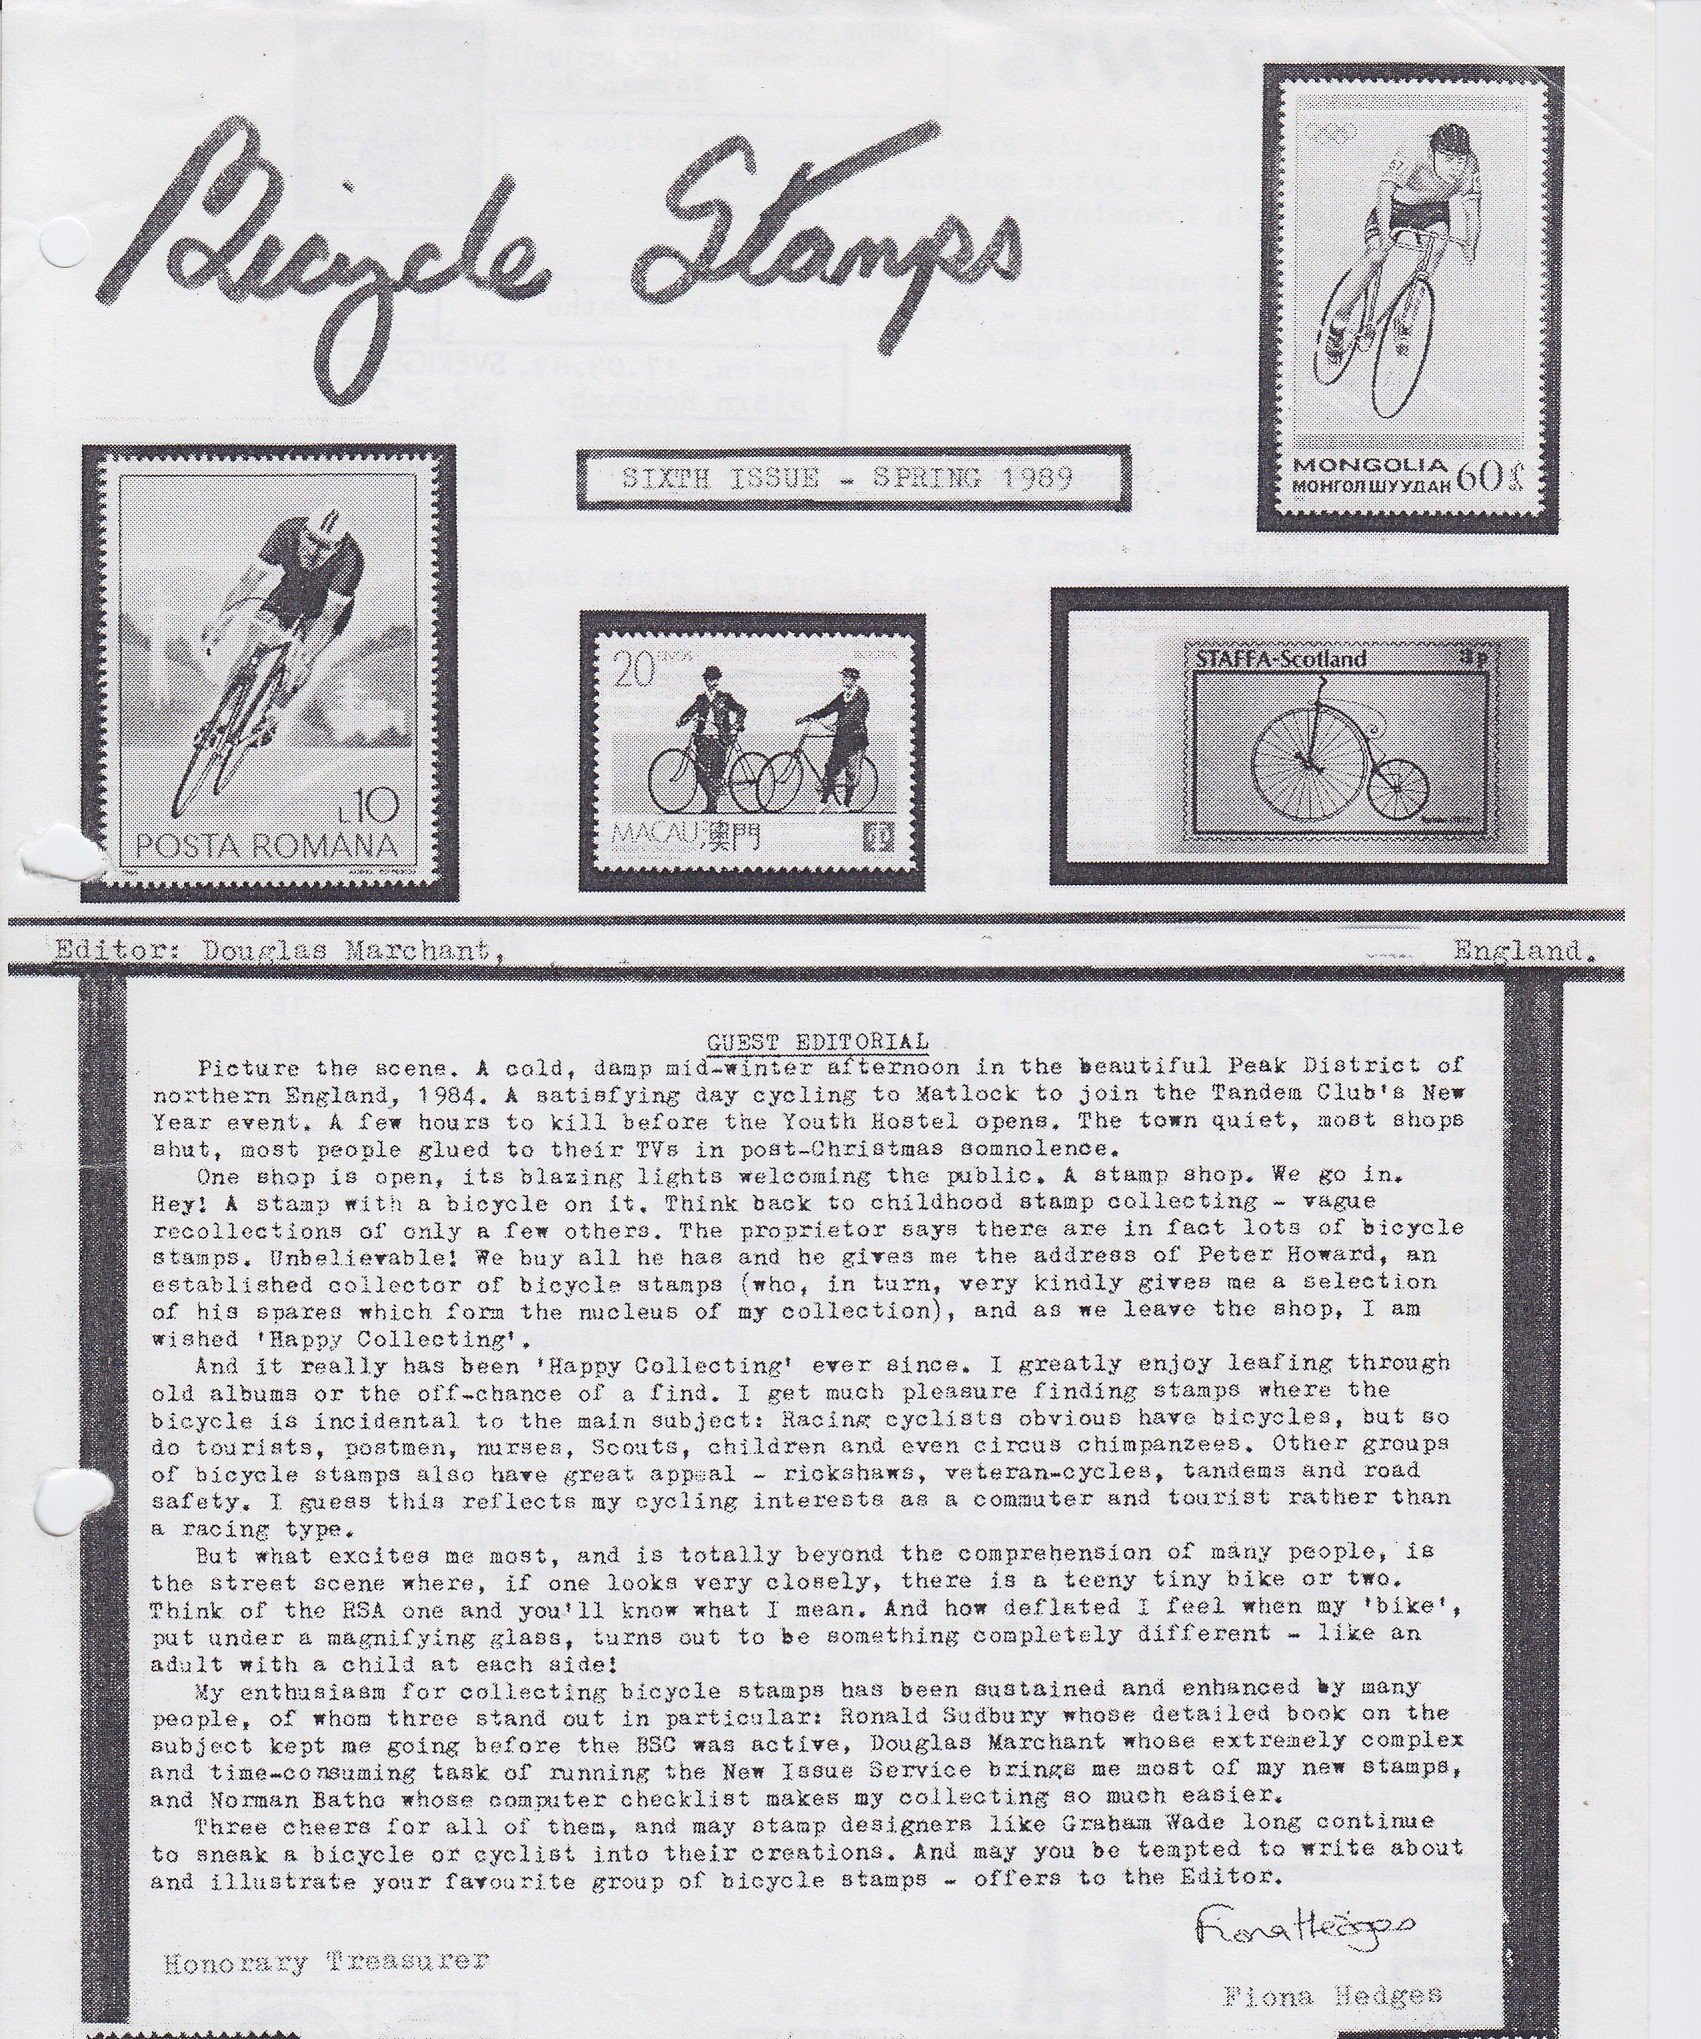 Bicycle Stamps
MONGOLIA
МОНГОЛ ШУУДАН 60
SIXTH ISSUE - SPRING 1989
L10
POSTA ROMÂNA
20
MACAU 澳門
STAFFA-Scotland
Editor: Douglas Marchant, England.
GUEST EDITORIAL
Picture the scene. A cold, damp mid-winter afternoon in the beautiful Peak District of
northern England, 1984. A satisfying day cycling to Matlock to join the Tandem Club's New
Year event. A few hours to kill before the Youth Hostel opens. The town quiet, most shops
shut, most people glued to their TVs in post-Christmas somnolence.
One shop is open, its blazing lights welcoming the public. A stamp shop. We go in.
Hey! A stamp with a bicycle on it. Think back to childhood stamp collecting - vague
recollections of only a few others. The proprietor says there are in fact lots of bicycle
stamps. Unbelievable! We buy all he has and he gives me the address of Peter Howard, an
established collector of bicycle stamps (who, in turn, very kindly gives me a selection
of his spares which form the nucleus of my collection), and as we leave the shop, I am
wished 'Happy Collecting'.
And it really has been 'Happy Collecting' ever since. I greatly enjoy leafing through
old albums or the off-chance of a find. I get much pleasure finding stamps where the
bicycle is incidental to the main subject: Racing cyclists obvious have bicycles, but so
do tourists, postmen, nurses, Scouts, children and even circus chimpanzees. Other groups
of bicycle stamps also have great appeal - rickshaws, veteran-cycles, tandems and road
safety. I guess this reflects my cycling interests as a commuter and tourist rather than
a racing type.
But what excites me most, and is totally beyond the comprehension of many people, is
the street scene where, if one looks very closely, there is a teeny tiny bike or two.
Think of the RSA one and you'll know what I mean. And how deflated I feel when my 'bike',
put under a magnifying glass, turns out to be something completely different - like an
adult with a child at each side!
My enthusiasm for collecting bicycle stamps has been sustained and enhanced by many
people, of whom three stand out in particular: Ronald Sudbury whose detailed book on the
subject kept me going before the BSC was active, Douglas Marchant whose extremely complex
and time-consuming task of running the New Issue Service brings me most of my new stamps,
and Norman Batho whose computer checklist makes my collecting so much easier.
Three cheers for all of them, and may stamp designers like Graham Wade long continue
to sneak a bicycle or cyclist into their creations. And may you be tempted to write about
and illustrate your favourite group of bicycle stamps - offers to the Editor.
Fiona Hedges
Honorary Treasurer
Fiona Hedges